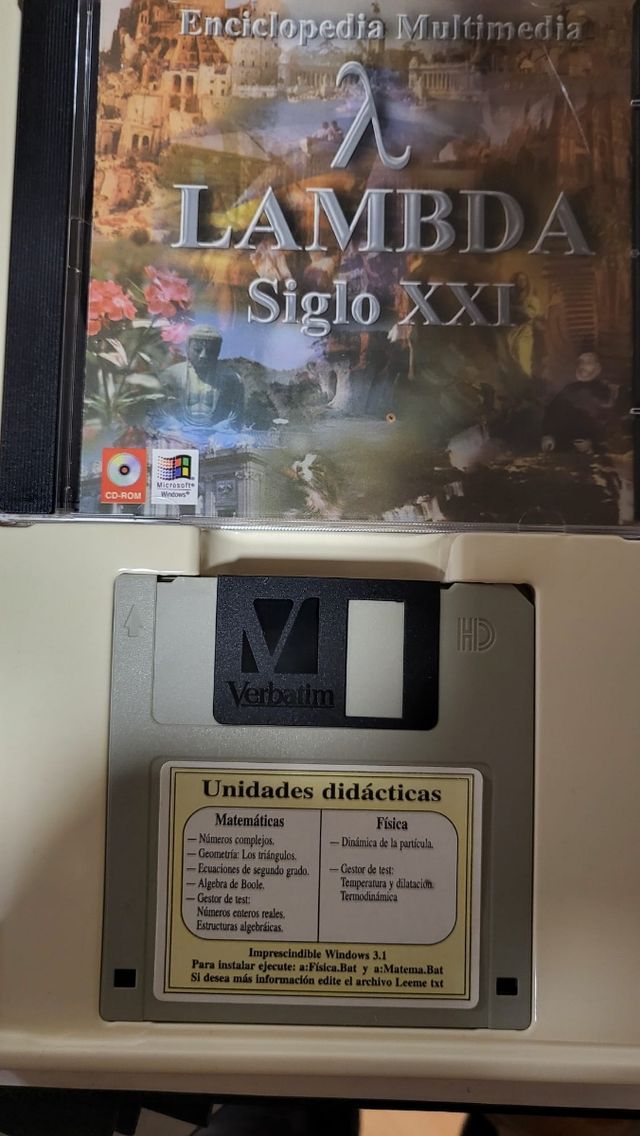 Enciclopedia Multimedia
λ
LAMBDA
Siglo XXI
CD-ROM
Microsoft®
Windows®
HD
V
Verbatim
Unidades didácticas
Matemáticas
— Números complejos.
— Geometría: Los triángulos.
— Ecuaciones de segundo grado.
— Algebra de Boole.
— Gestor de test:
Números enteros reales.
Estructuras algebráicas.
Física
— Dinámica de la partícula.
— Gestor de test:
Temperatura y dilatación.
Termodinámica
Imprescindible Windows 3.1
Para instalar ejecute: a:Física.Bat y a:Matema.Bat
Si desea más información edite el archivo Leeme txt